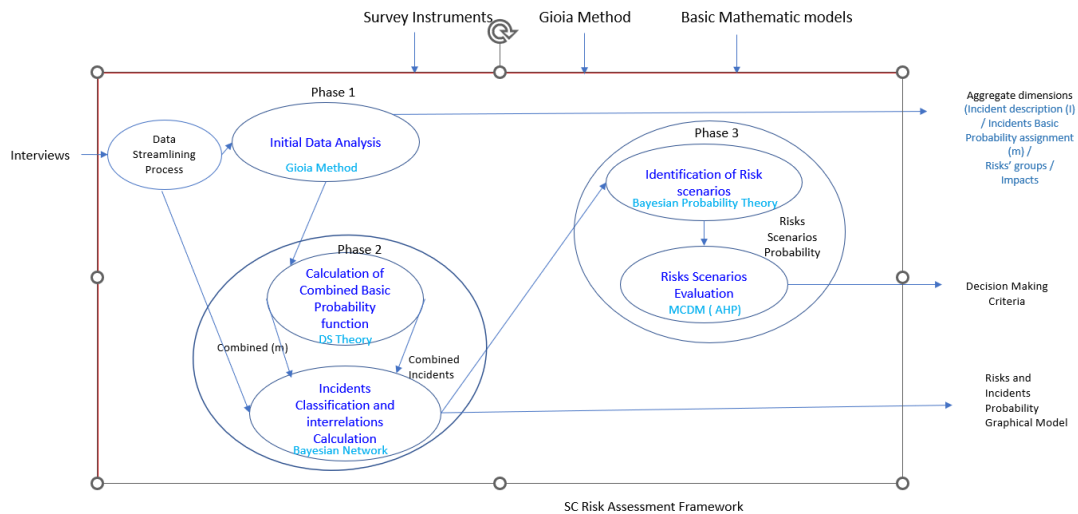 Survey Instruments
Gioia Method
Basic Mathematic models
Phase 1
Initial Data Analysis
Gioia Method
Data
Streamlining
Process
Interviews
Aggregate dimensions
(Incident description (I)
/ Incidents Basic
Probability assignment
(m) /
Risks' groups /
Impacts
Phase 3
Identification of Risk
scenarios
Bayesian Probability Theory
Risks
Scenarios
Probability
Risks Scenarios
Evaluation
MCDM ( AHP)
Decision Making
Criteria
Phase 2
Calculation of
Combined Basic
Probability
function
DS Theory
Combined (m)
Combined
Incidents
Incidents
Classification and
interrelations
Calculation
Bayesian Network
Risks and
Incidents
Probability
Graphical Model
SC Risk Assessment Framework